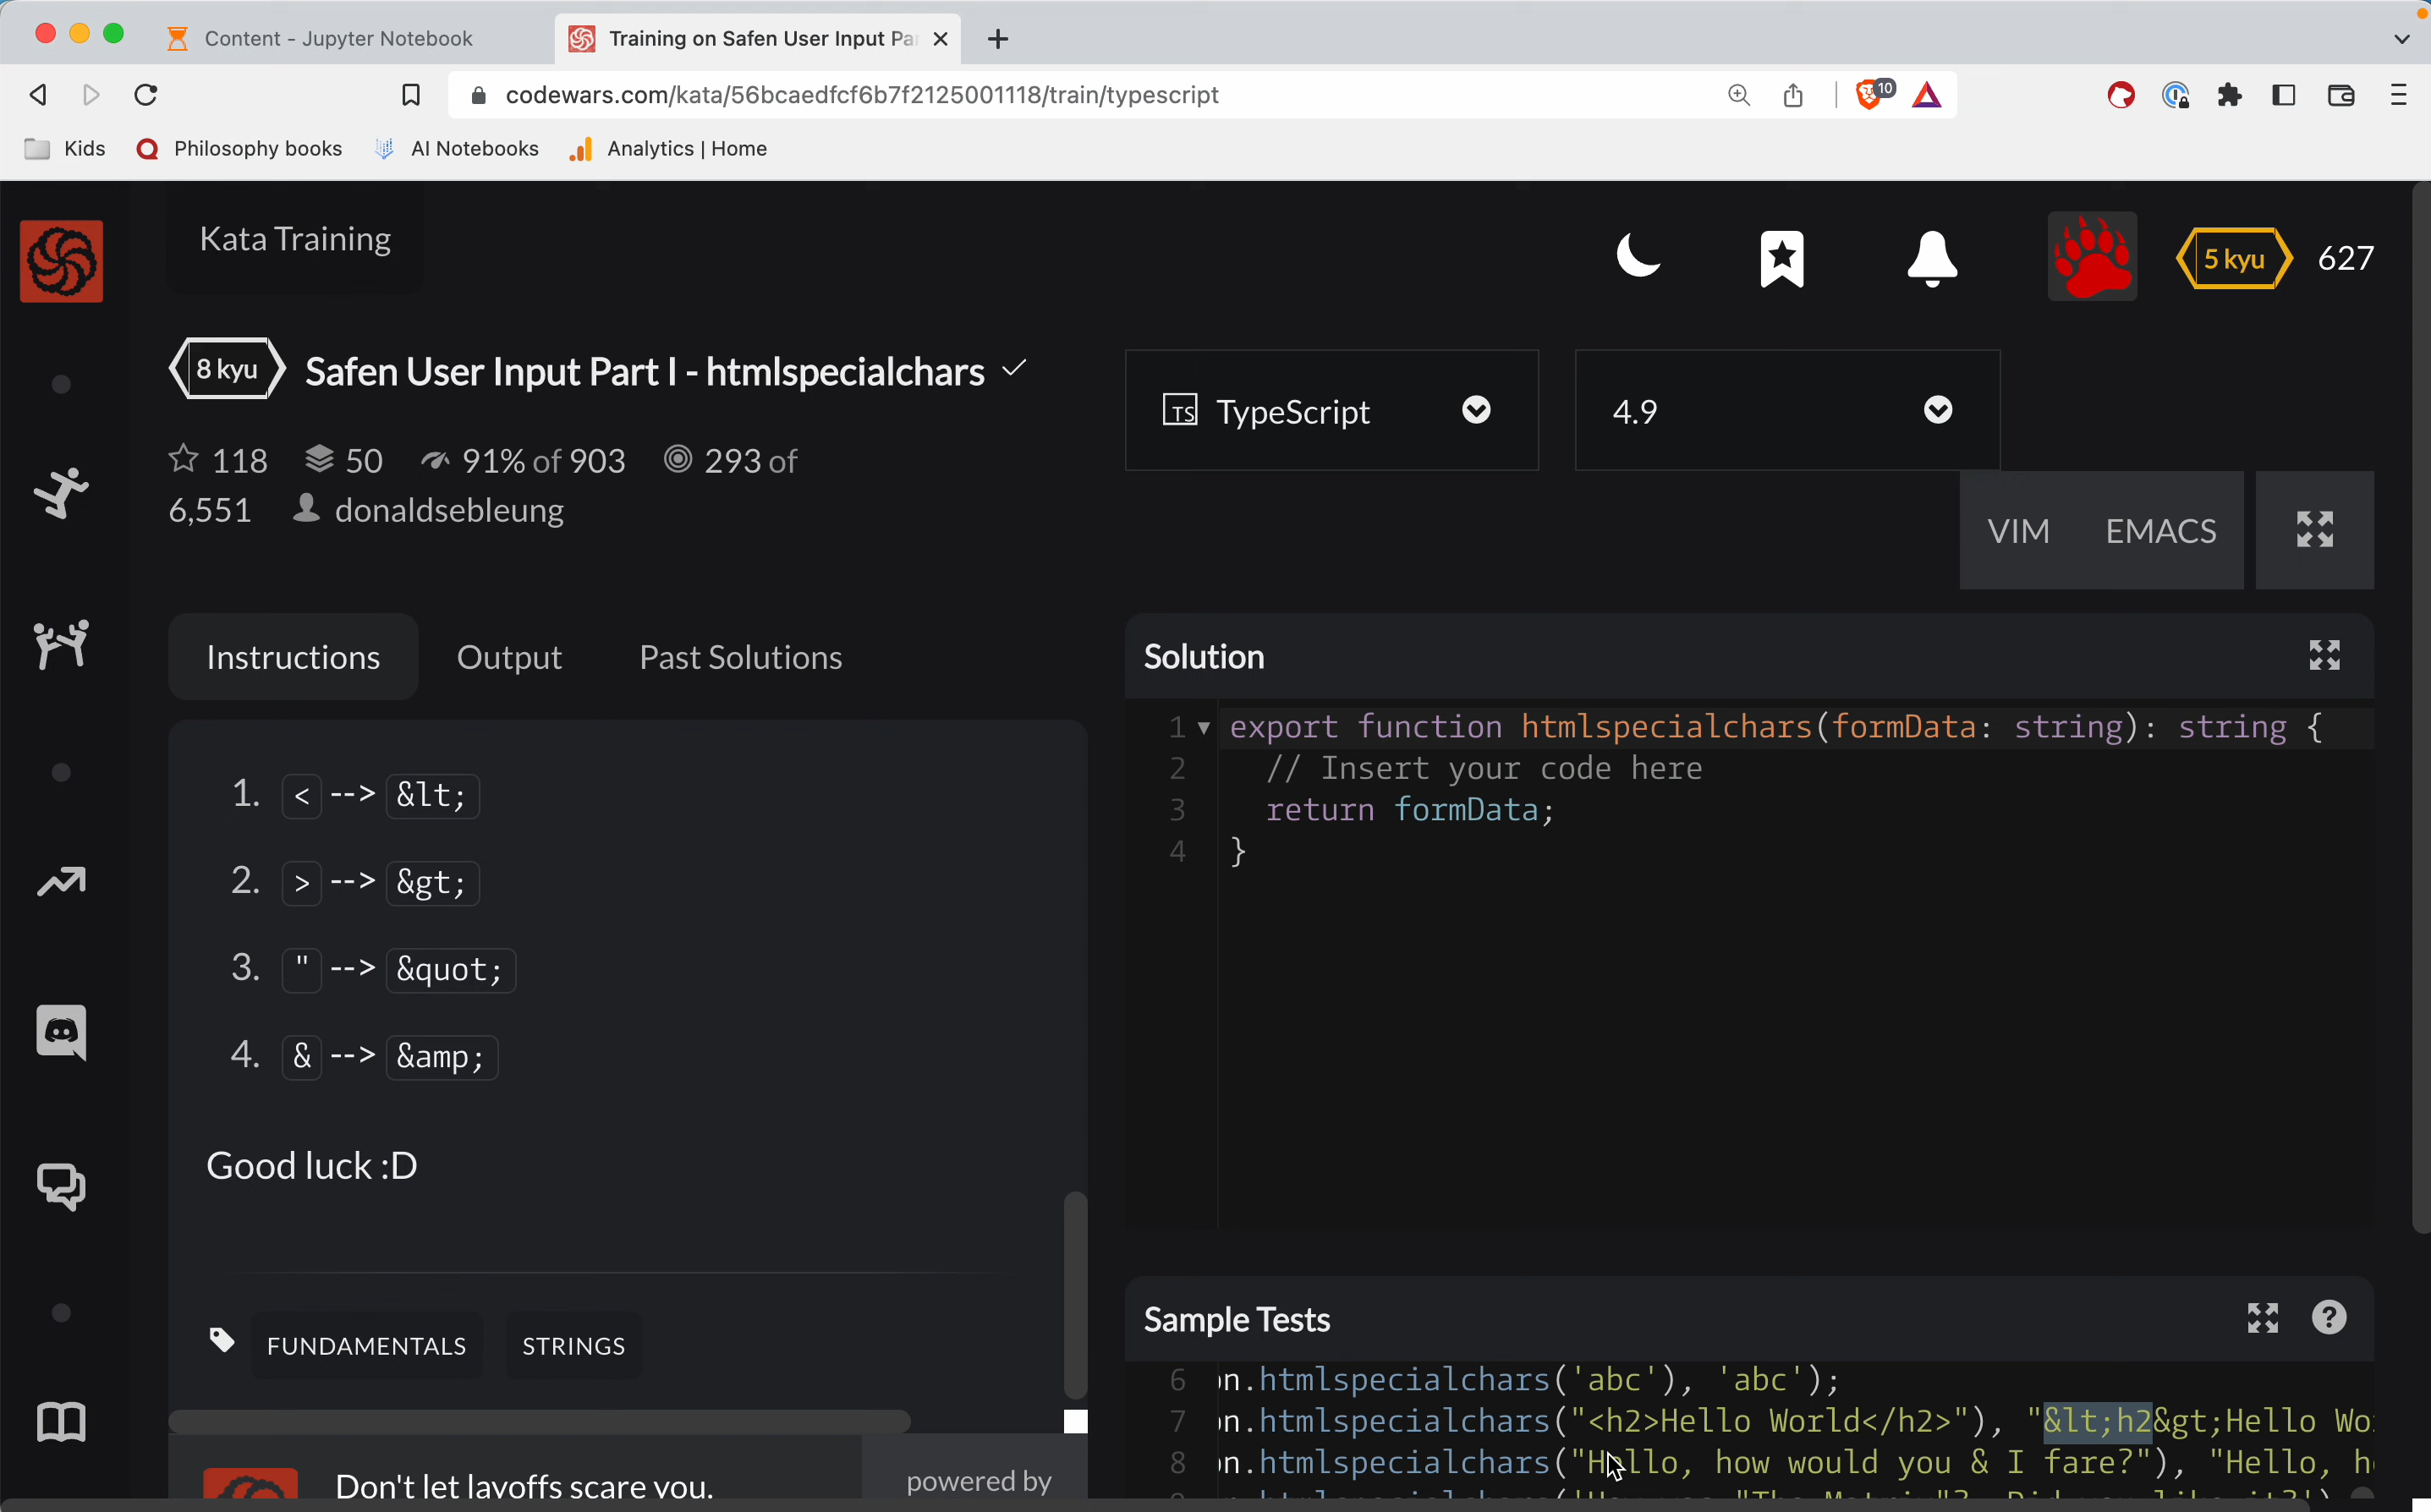 Content - Jupyter Notebook
Training on Safen User Input Pa
codewars.com/kata/56bcaedfcf6b7f2125001118/train/typescript
10
Kids
Philosophy books
AI Notebooks
Analytics | Home
Kata Training
5 kyu
627
8 kyu
Safen User Input Part I - htmlspecialchars
118
50
91% of 903
293 of
6,551
donaldsebleung
TS TypeScript
4.9
VIM
EMACS
Instructions
Output
Past Solutions
1. < --> &lt;
2. > --> &gt;
3. " --> &quot;
4. & --> &amp;
Good luck :D
FUNDAMENTALS
STRINGS
Don't let layoffs scare you.
powered by
Solution
1 export function htmlspecialchars(formData: string): string {
2 // Insert your code here
3 return formData;
4 }
Sample Tests
6 n.htmlspecialchars('abc'), 'abc');
7 n.htmlspecialchars("<h2>Hello World</h2>"), "&lt;h2&gt;Hello Wo
8 n.htmlspecialchars("Hello, how would you & I fare?"), "Hello, h